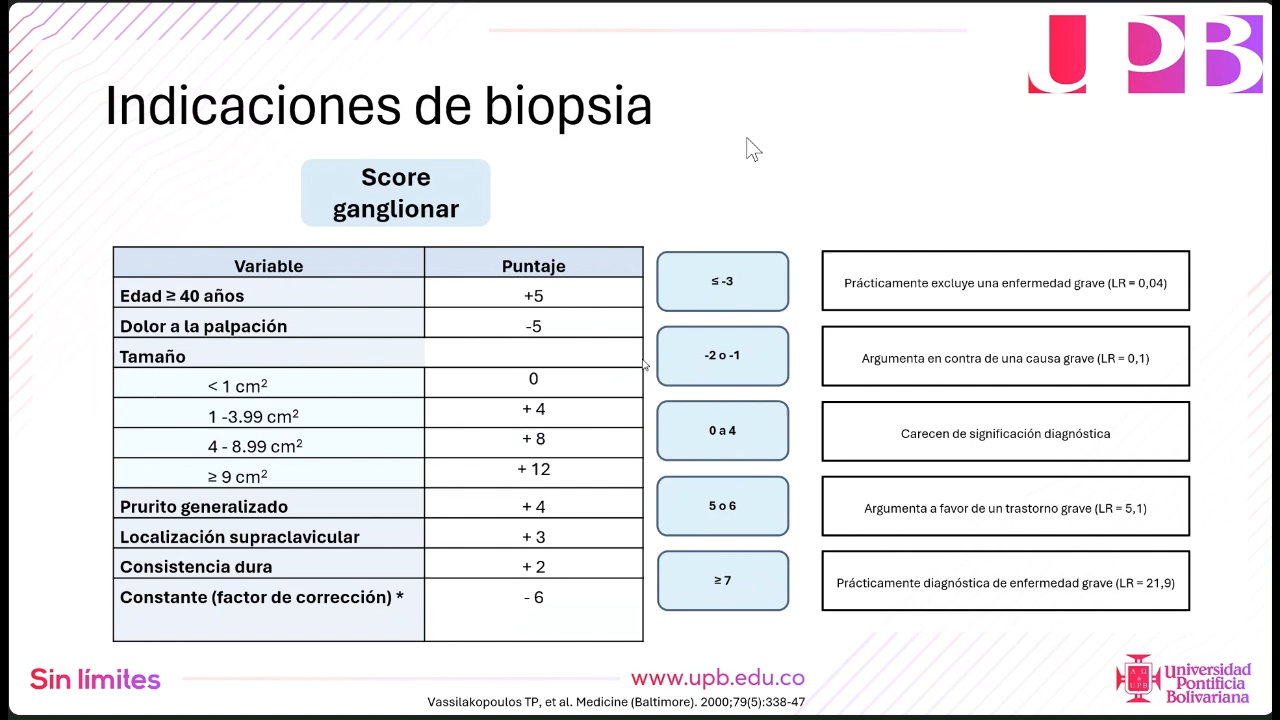 UPB
Indicaciones de biopsia
Score
ganglionar
Variable Puntaje
Edad ≥ 40 años +5
Dolor a la palpación -5
Tamaño
< 1 cm² 0
1 -3.99 cm² + 4
4 - 8.99 cm² + 8
≥ 9 cm² + 12
Prurito generalizado + 4
Localización supraclavicular + 3
Consistencia dura + 2
Constante (factor de corrección) * - 6
≤ -3 Prácticamente excluye una enfermedad grave (LR = 0,04)
-2 o -1 Argumenta en contra de una causa grave (LR = 0,1)
0 a 4 Carecen de significación diagnóstica
5 o 6 Argumenta a favor de un trastorno grave (LR = 5,1)
≥ 7 Prácticamente diagnóstica de enfermedad grave (LR = 21,9)
Sin límites
www.upb.edu.co
Vassilakopoulos TP, et al. Medicine (Baltimore). 2000;79(5):338-47
A Ω
U P B
Universidad
Pontificia
Bolivariana